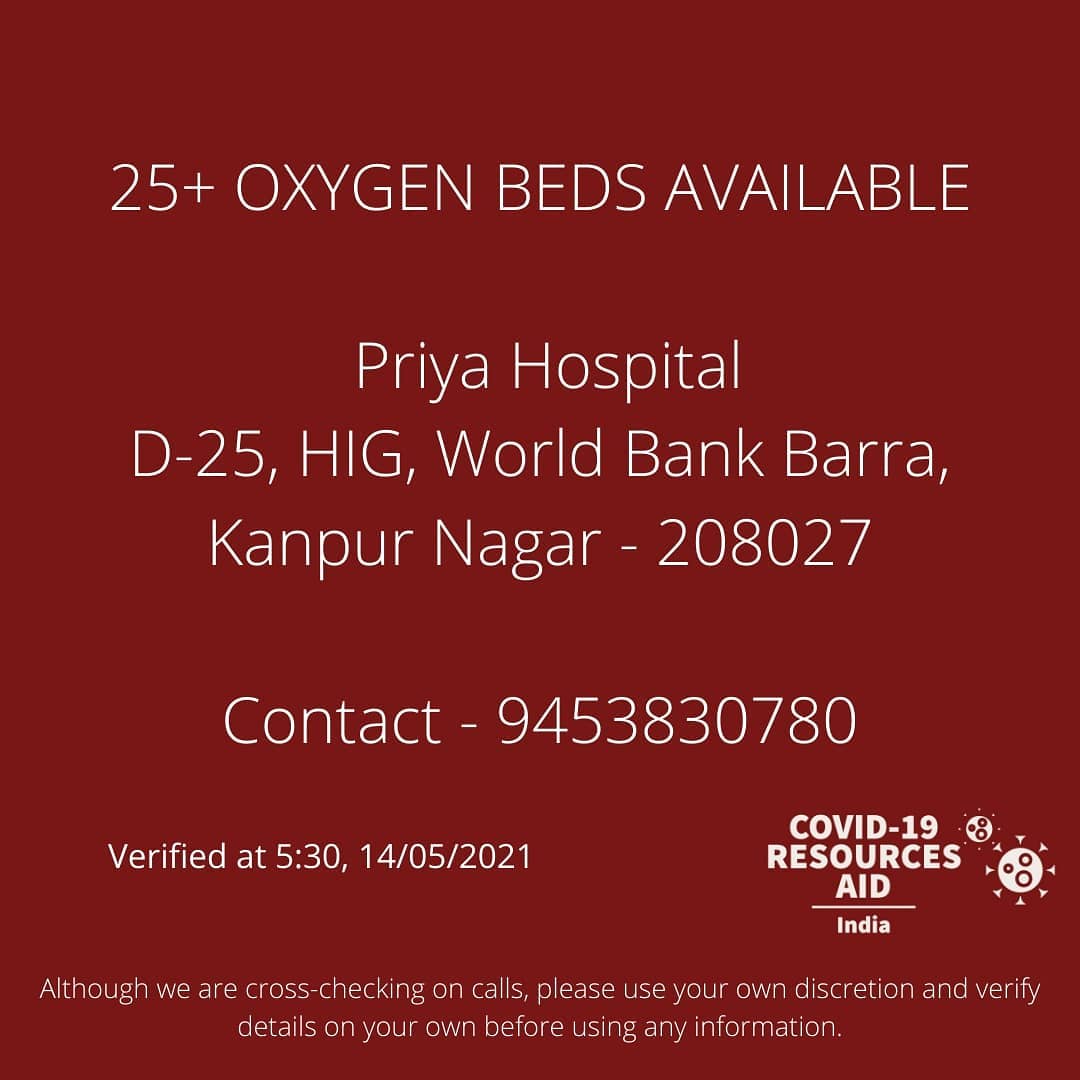 25+ OXYGEN BEDS AVAILABLE
Priya Hospital
D-25, HIG, World Bank Barra,
Kanpur Nagar - 208027
Contact - 9453830780
Verified at 5:30, 14/05/2021
COVID-19
RESOURCES
AID
India
Although we are cross-checking on calls, please use your own discretion and verify
details on your own before using any information.